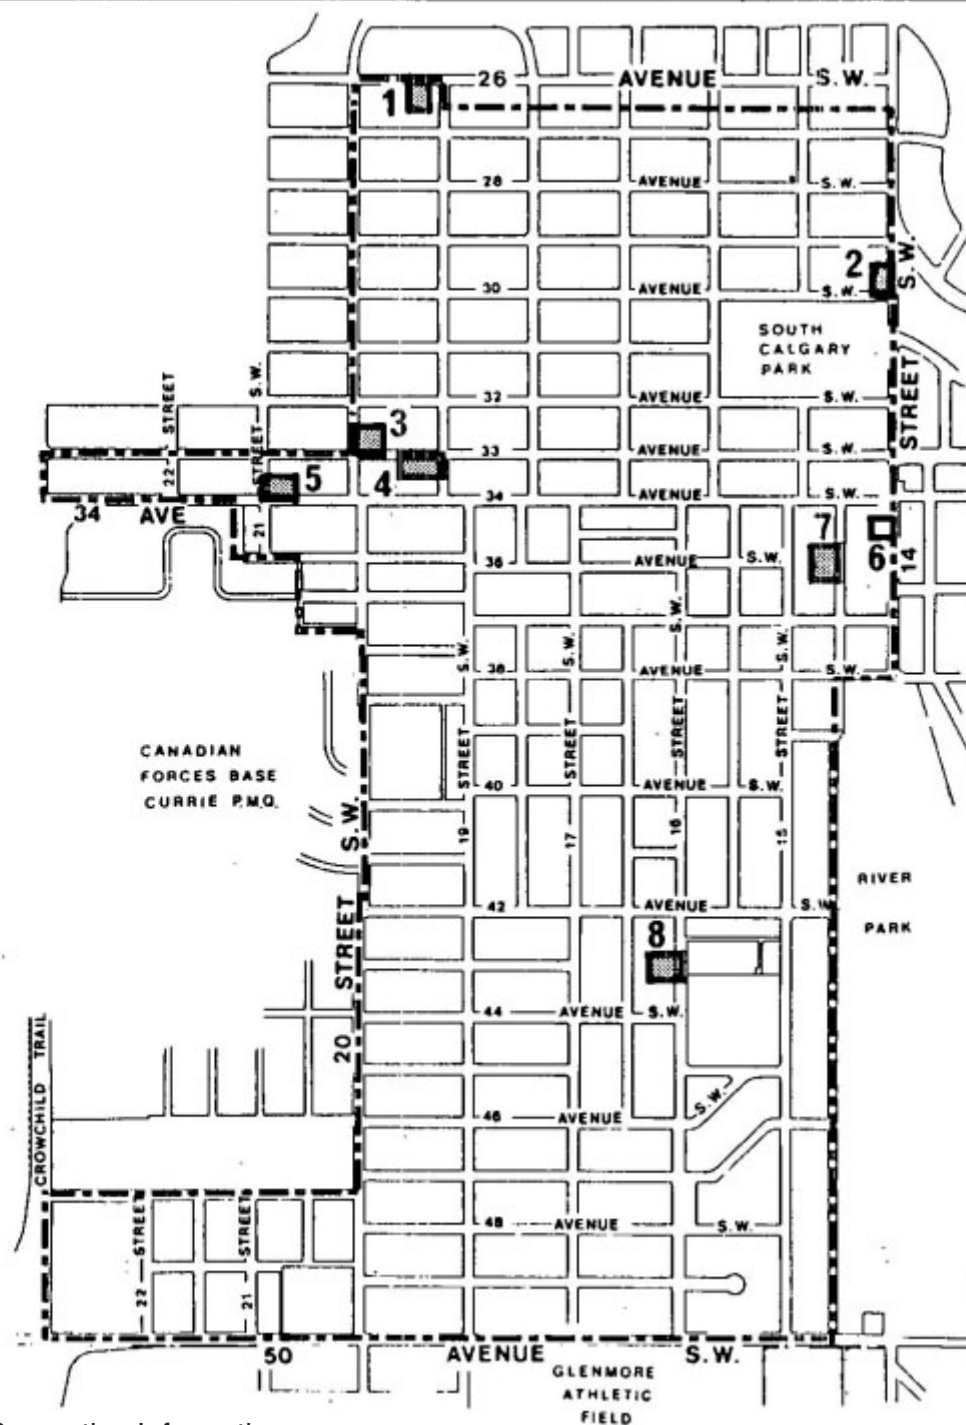 26 AVENUE S.W.
1
28 AVENUE S.W.
2
S.W.
30 AVENUE S.W.
SOUTH
CALGARY
PARK
STREET
STREET S.W.
32 AVENUE S.W.
STREET
3
33 AVENUE S.W.
22
5
4
34 AVENUE S.W.
34 AVE
21
7
6
14
36 AVENUE S.W.
S.W.
S.W.
S.W.
S.W.
38 AVENUE S.W.
STREET
STREET
STREET
STREET
CANADIAN
FORCES BASE
CURRIE P.M.Q.
40 AVENUE S.W.
S.W.
19
17
16
15
RIVER
PARK
42 AVENUE S.W.
STREET
8
44 AVENUE S.W.
20
CROWCHILD TRAIL
46 AVENUE S.W.
STREET
STREET
48 AVENUE S.W.
22
21
50 AVENUE S.W.
GLENMORE
ATHLETIC
FIELD